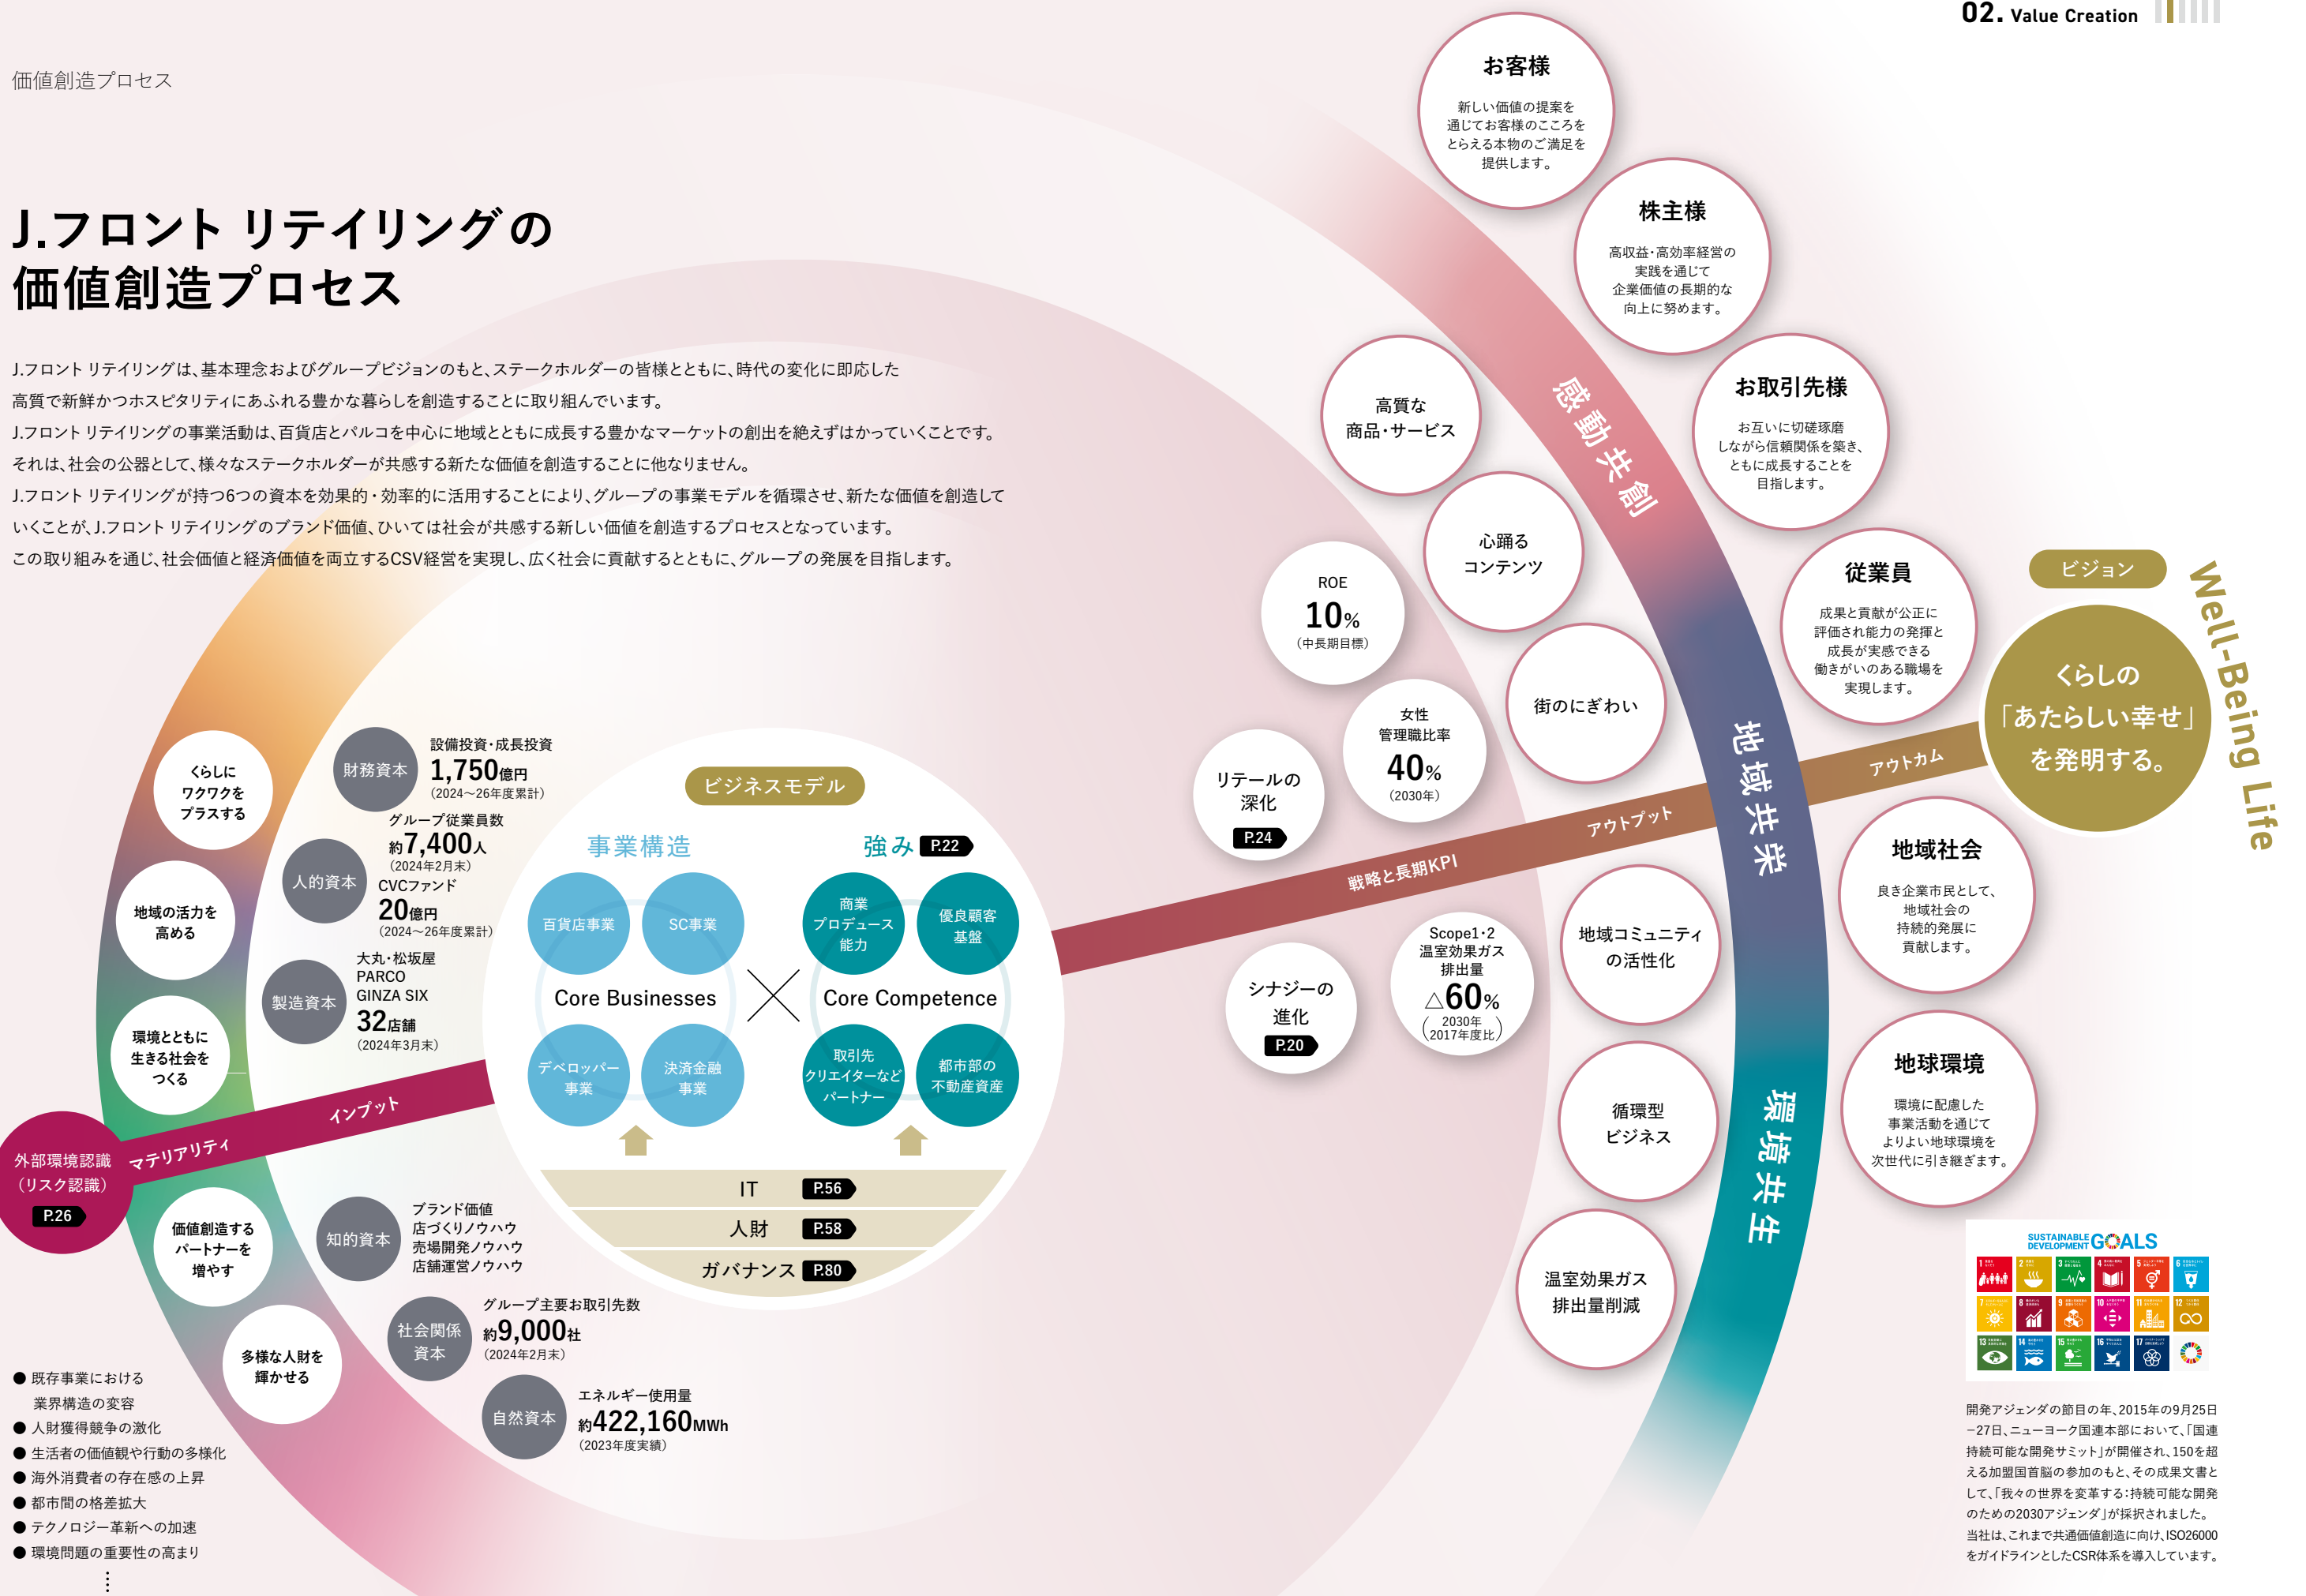 02. Value Creation
価値創造プロセス
J.フロント リテイリングの
価値創造プロセス
J.フロント リテイリングは、基本理念およびグループビジョンのもと、ステークホルダーの皆様とともに、時代の変化に即応した
高質で新鮮かつホスピタリティにあふれる豊かな暮らしを創造することに取り組んでいます。
J.フロント リテイリングの事業活動は、百貨店とパルコを中心に地域とともに成長する豊かなマーケットの創出を絶えずはかっていくことです。
それは、社会の公器として、様々なステークホルダーが共感する新たな価値を創造することに他なりません。
J.フロント リテイリングが持つ6つの資本を効果的・効率的に活用することにより、グループの事業モデルを循環させ、新たな価値を創造して
いくことが、J.フロント リテイリングのブランド価値、ひいては社会が共感する新しい価値を創造するプロセスとなっています。
この取り組みを通じ、社会価値と経済価値を両立するCSV経営を実現し、広く社会に貢献するとともに、グループの発展を目指します。
外部環境認識
（リスク認識）
P.26
●既存事業における
業界構造の変容
●人財獲得競争の激化
●生活者の価値観や行動の多様化
●海外消費者の存在感の上昇
●都市間の格差拡大
●テクノロジー革新への加速
●環境問題の重要性の高まり
マテリアリティ
くらしに
ワクワクを
プラスする
地域の活力を
高める
環境とともに
生きる社会を
つくる
価値創造する
パートナーを
増やす
多様な人財を
輝かせる
インプット
財務資本
設備投資・成長投資
1,750億円
（2024～26年度累計）
人的資本
グループ従業員数
約7,400人
（2024年2月末）
CVCファンド
20億円
（2024～26年度累計）
製造資本
大丸・松坂屋
PARCO
GINZA SIX
32店舗
（2024年3月末）
知的資本
ブランド価値
店づくりノウハウ
売場開発ノウハウ
店舗運営ノウハウ
社会関係
資本
グループ主要お取引先数
約9,000社
（2024年2月末）
自然資本
エネルギー使用量
約422,160MWh
（2023年度実績）
ビジネスモデル
事業構造
百貨店事業
SC事業
Core Businesses
デベロッパー
事業
決済金融
事業
強み P.22
商業
プロデュース
能力
優良顧客
基盤
Core Competence
取引先
クリエイターなど
パートナー
都市部の
不動産資産
IT P.56
人財 P.58
ガバナンス P.80
戦略と長期KPI
リテールの
深化
P.24
シナジーの
進化
P.20
ROE
10%
（中長期目標）
女性
管理職比率
40%
（2030年）
Scope1・2
温室効果ガス
排出量
△60%
（2030年
2017年度比）
アウトプット
高質な
商品・サービス
心踊る
コンテンツ
街のにぎわい
地域コミュニティ
の活性化
循環型
ビジネス
温室効果ガス
排出量削減
感動共創
地域共栄
環境共生
アウトカム
お客様
新しい価値の提案を
通じてお客様のこころを
とらえる本物のご満足を
提供します。
株主様
高収益・高効率経営の
実践を通じて
企業価値の長期的な
向上に努めます。
お取引先様
お互いに切磋琢磨
しながら信頼関係を築き、
ともに成長することを
目指します。
従業員
成果と貢献が公正に
評価され能力の発揮と
成長が実感できる
働きがいのある職場を
実現します。
地域社会
良き企業市民として、
地域社会の
持続的発展に
貢献します。
地球環境
環境に配慮した
事業活動を通じて
よりよい地球環境を
次世代に引き継ぎます。
ビジョン
くらしの
「あたらしい幸せ」
を発明する。
Well-Being Life
SUSTAINABLE
DEVELOPMENT GOALS
1
2
3
4
5
6
7
8
9
10
11
12
13
14
15
16
17
開発アジェンダの節目の年、2015年の9月25日
－27日、ニューヨーク国連本部において、「国連
持続可能な開発サミット」が開催され、150を超
える加盟国首脳の参加のもと、その成果文書と
して、「我々の世界を変革する：持続可能な開発
のための2030アジェンダ」が採択されました。
当社は、これまで共通価値創造に向け、ISO26000
をガイドラインとしたCSR体系を導入しています。